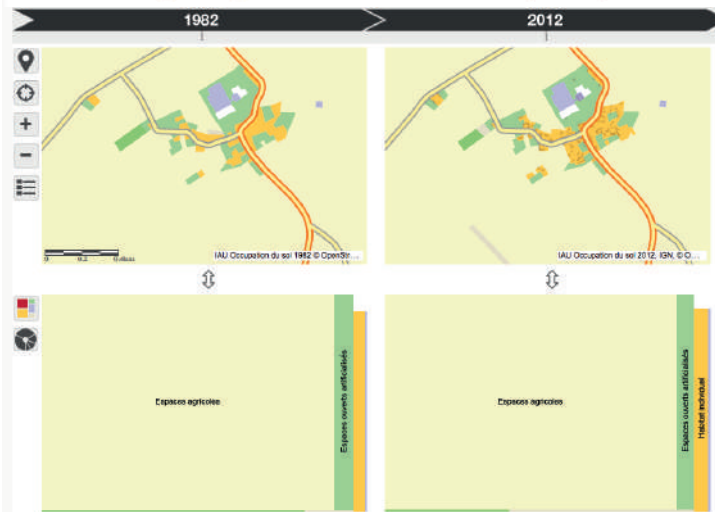 1982
2012
IAU Occupation du sol 1982 © OpenStr...
IAU Occupation du sol 2012, IGN, © O...
Espaces agricoles
Espaces ouverts artificialisés
Espaces agricoles
Espaces ouverts artificialisés
Habitat individuel